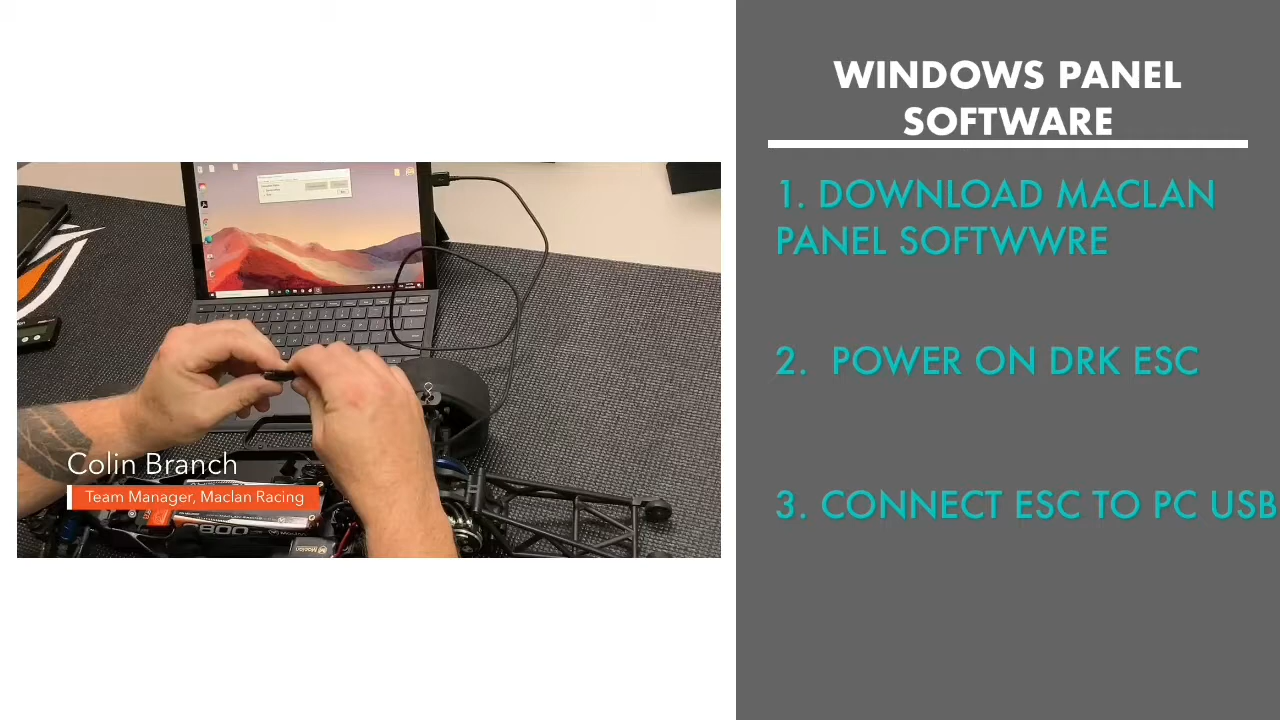 WINDOWS PANEL
SOFTWARE
1. DOWNLOAD MACLAN
PANEL SOFTWWRE
2. POWER ON DRK ESC
3. CONNECT ESC TO PC USB
Colin Branch
Team Manager, Maclan Racing
Maclan